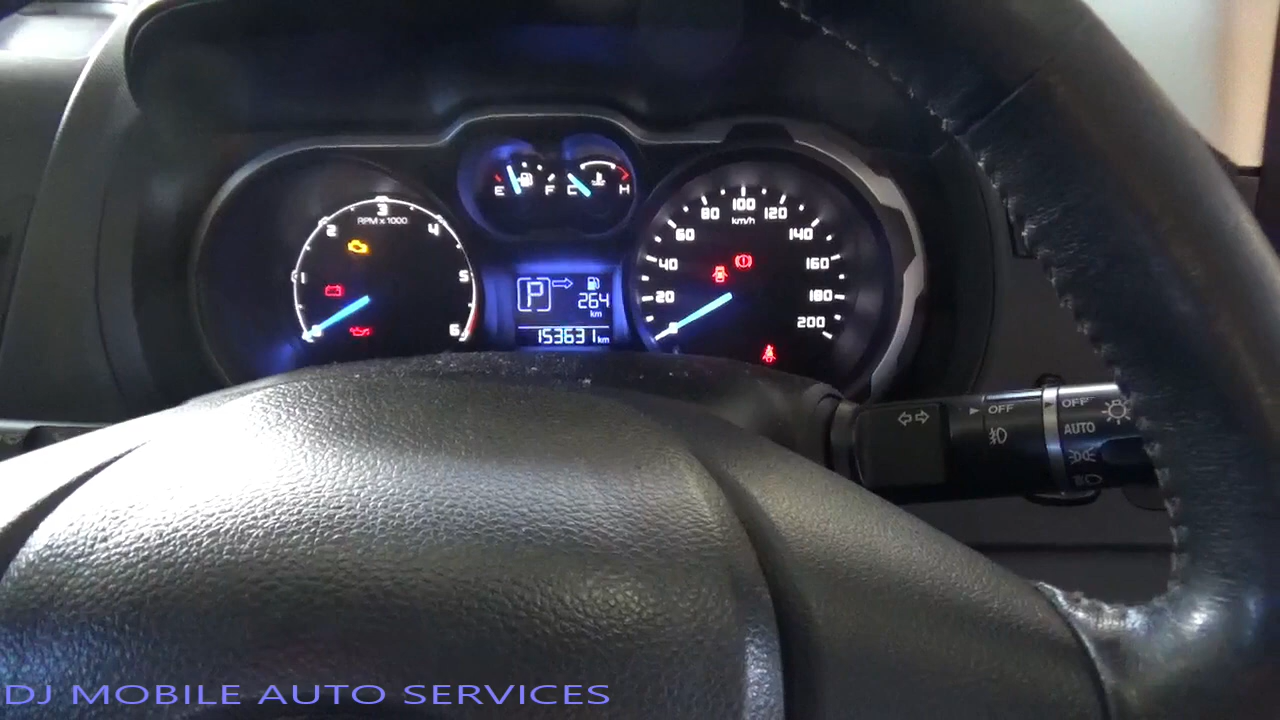 E F C H
1 2 3 4 5 6
RPM x 1000
20 40 60 80 100 120 140 160 180 200
km/h
P 264
km
153631 km
OFF OFF
AUTO
DJ MOBILE AUTO SERVICES